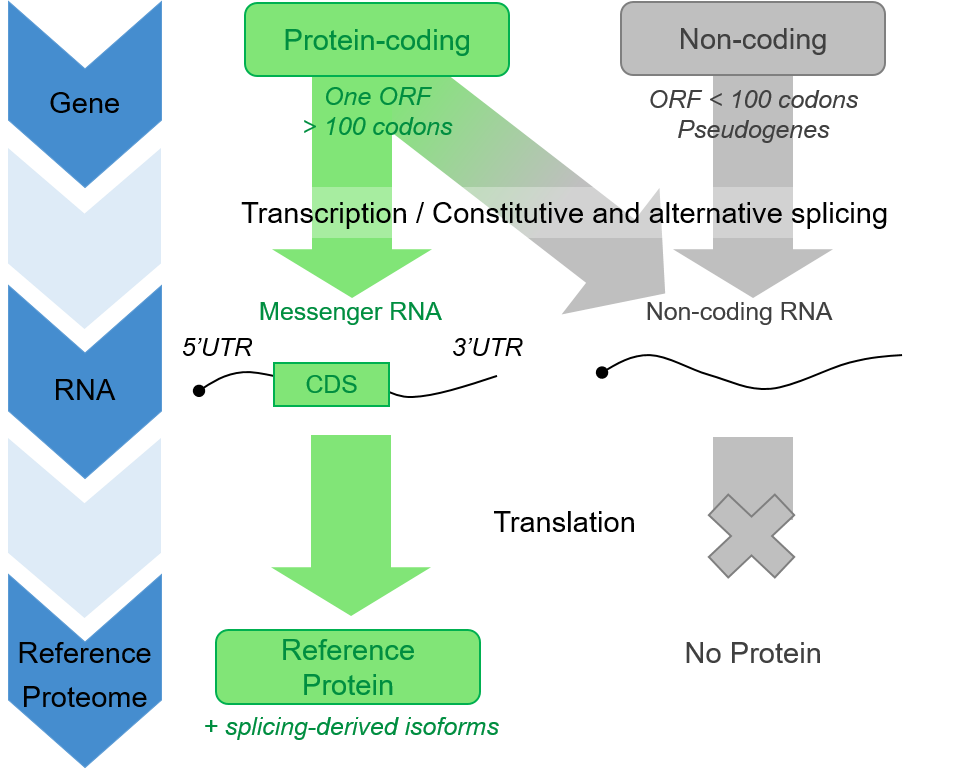 Protein-coding
Non-coding
Gene
One ORF
> 100 codons
ORF < 100 codons
Pseudogenes
Transcription / Constitutive and alternative splicing
Messenger RNA
Non-coding RNA
5’UTR
3’UTR
RNA
CDS
Translation
Reference
Proteome
Reference
Protein
No Protein
+ splicing-derived isoforms